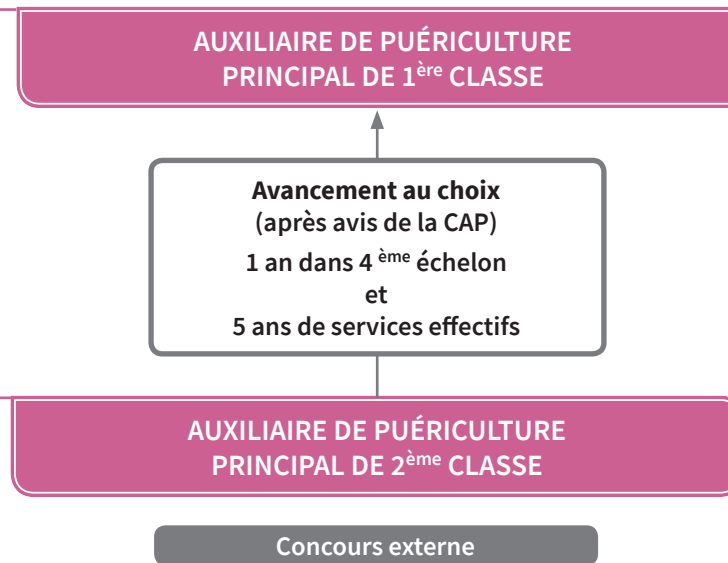 AUXILIAIRE DE PUÉRICULTURE
PRINCIPAL DE 1ère CLASSE
Avancement au choix
(après avis de la CAP)
1 an dans 4 ème échelon
et
5 ans de services effectifs
AUXILIAIRE DE PUÉRICULTURE
PRINCIPAL DE 2ème CLASSE
Concours externe